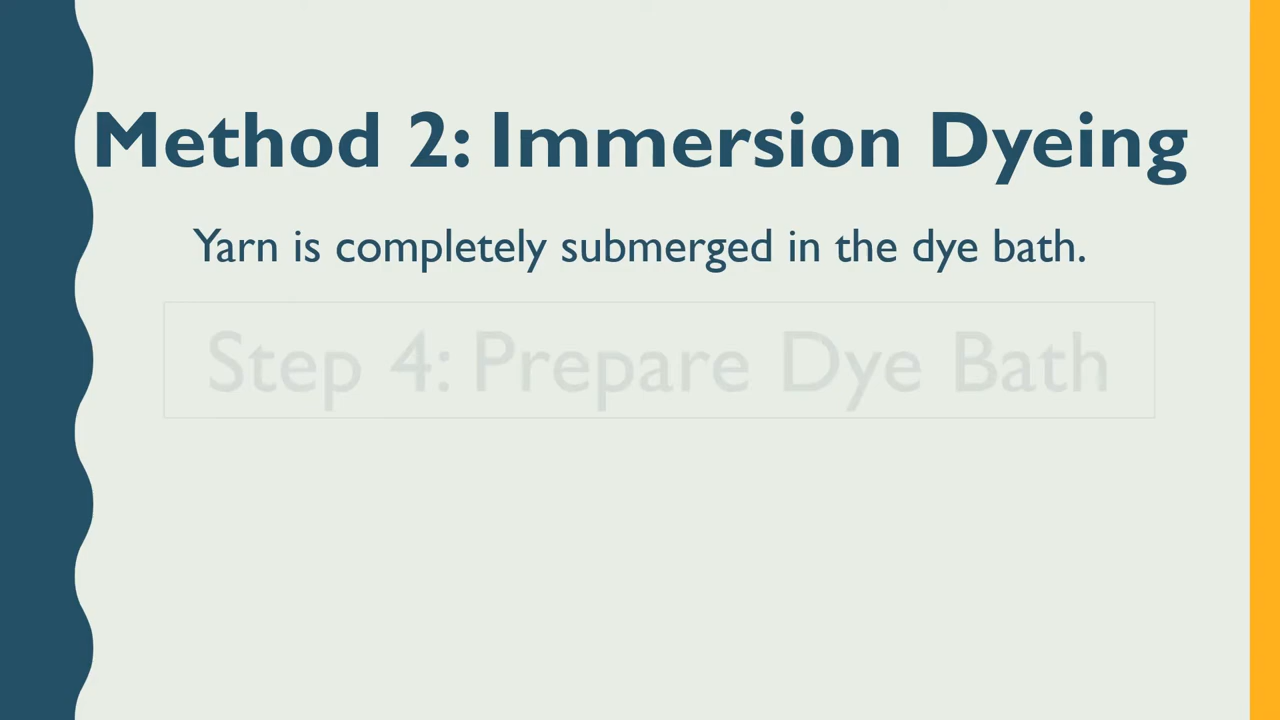 Method 2: Immersion Dyeing
Yarn is completely submerged in the dye bath.
Step 4: Prepare Dye Bath